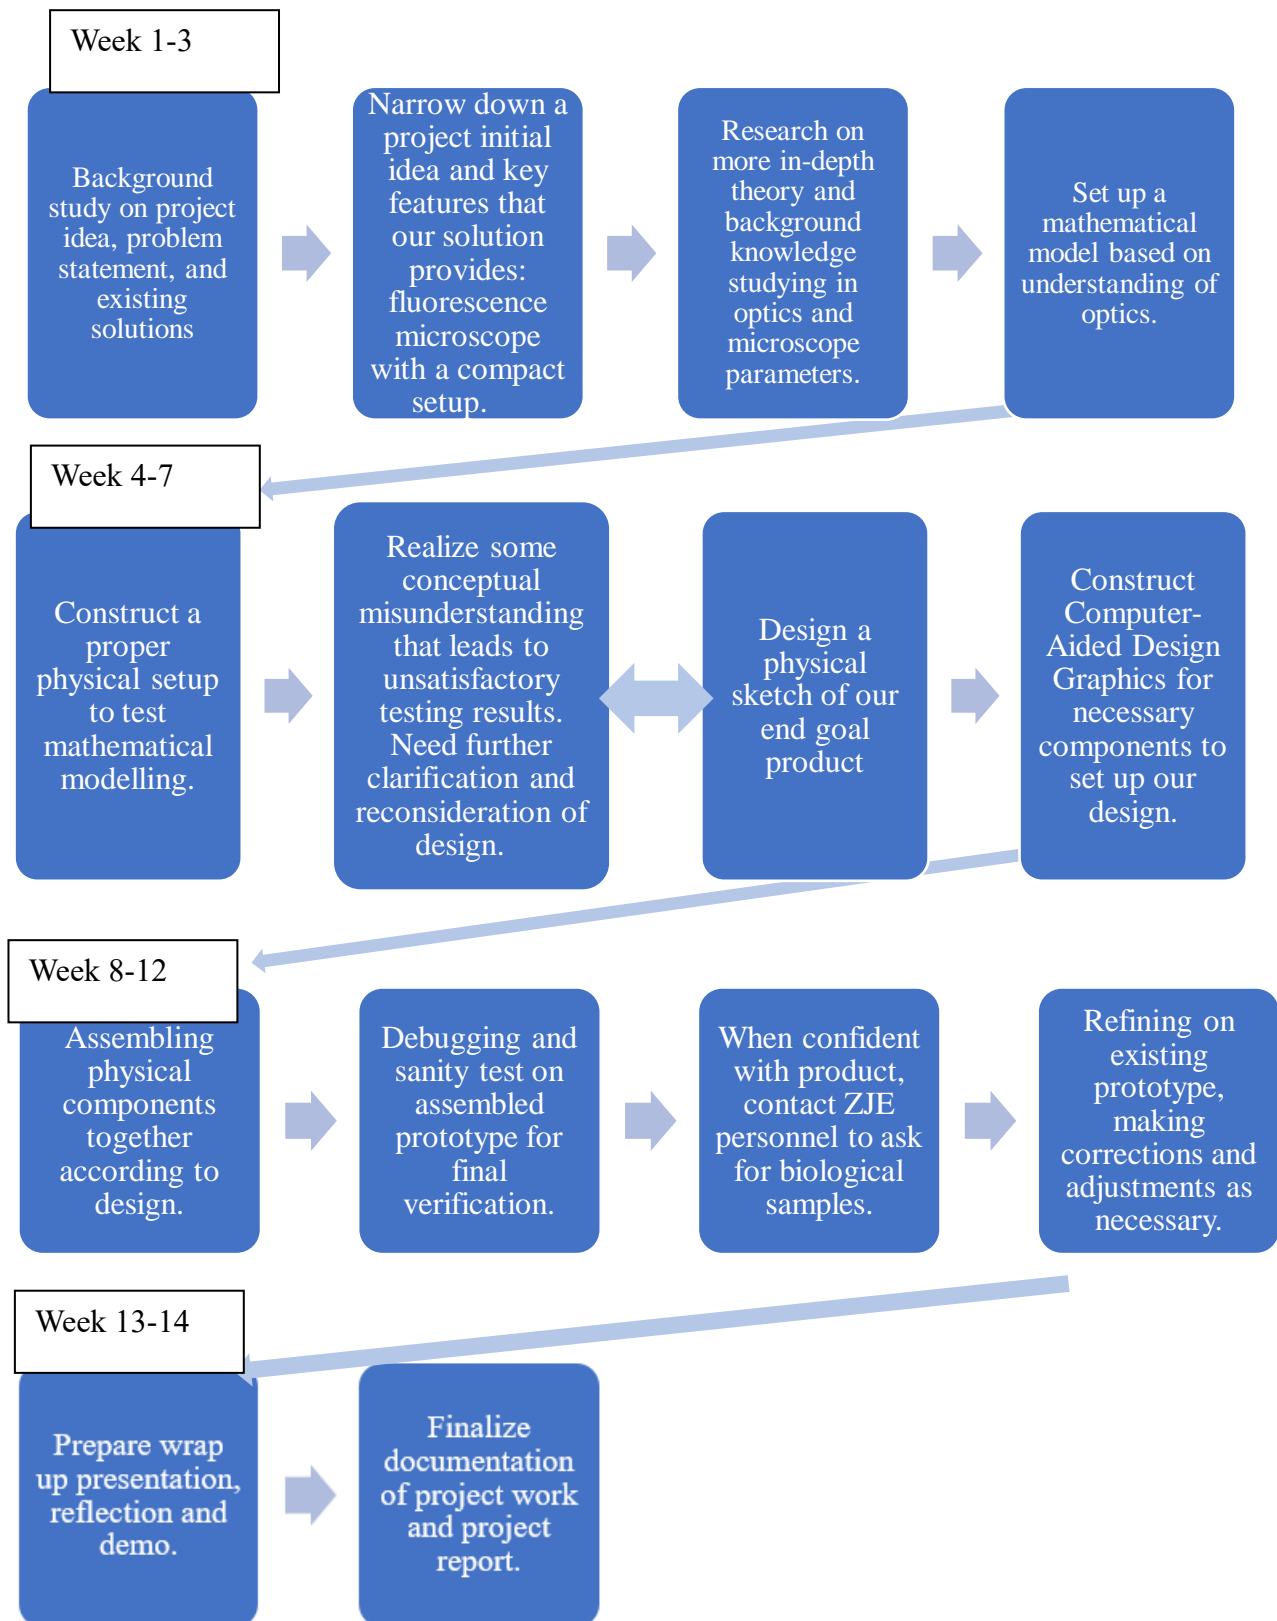 Week 1-3
Background
study on project
idea, problem
statement, and
existing
solutions
Narrow down a
project initial
idea and key
features that
our solution
provides:
fluorescence
microscope
with a compact
setup.
Research on
more in-depth
theory and
background
knowledge
studying in
optics and
microscope
parameters.
Set up a
mathematical
model based on
understanding of
optics.
Week 4-7
Construct a
proper
physical setup
to test
mathematical
modelling.
Realize some
conceptual
misunderstanding
that leads to
unsatisfactory
testing results.
Need further
clarification and
reconsideration of
design.
Design a
physical
sketch of our
end goal
product
Construct
Computer-
Aided Design
Graphics for
necessary
components to
set up our
design.
Week 8-12
Assembling
physical
components
together
according to
design.
Debugging and
sanity test on
assembled
prototype for
final
verification.
When confident
with product,
contact ZJE
personnel to ask
for biological
samples.
Refining on
existing
prototype,
making
corrections and
adjustments as
necessary.
Week 13-14
Prepare wrap
up presentation,
reflection and
demo.
Finalize
documentation
of project work
and project
report.